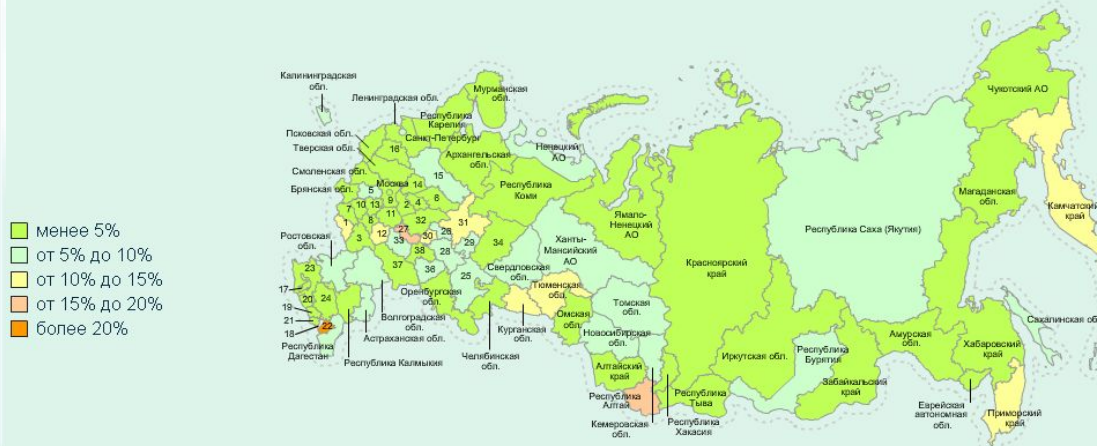 менее 5%
от 5% до 10%
от 10% до 15%
от 15% до 20%
более 20%
Калининградская
обл.
Ленинградская обл.
Мурманская
обл.
Республика
Карелия
Санкт-Петербург
Псковская обл.
Тверская обл.
Смоленская обл.
Брянская обл.
Москва
Архангельская
обл.
Ненецкий
АО
Республика
Коми
Ямало-
Ненецкий
АО
Ханты-
Мансийский
АО
Красноярский
край
Республика Саха (Якутия)
Чукотский АО
Магаданская
обл.
Камчатский
край
Сахалинская об
Ростовская
обл.
Свердловская
обл.
Тюменская
обл.
Оренбургская
обл.
Курганская
обл.
Омская
обл.
Томская
обл.
Новосибирская
обл.
Волгоградская
обл.
Астраханская обл.
Челябинская
обл.
Республика
Дагестан
Республика Калмыкия
Алтайский
край
Республика
Алтай
Кемеровская
обл.
Республика
Хакасия
Республика
Тыва
Иркутская обл.
Республика
Бурятия
Забайкальский
край
Амурская
обл.
Хабаровский
край
Еврейская
автономная
обл.
Приморский
край
16
15
14
5
10
13
9
2
4
8
7
11
1
6
3
12
27
32
33
30
31
26
38
28
29
34
37
36
25
23
17
20
24
19
21
18
22